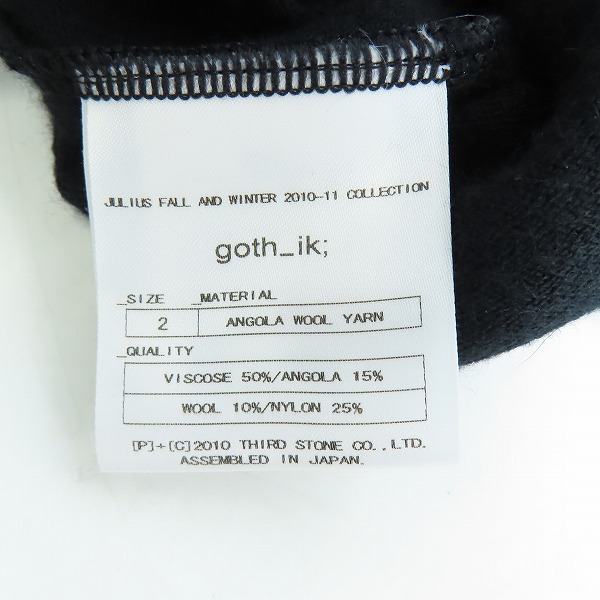 JULIUS FALL AND WINTER 2010-11 COLLECTION
goth_ik;
_SIZE _MATERIAL
2 ANGOLA WOOL YARN
_QUALITY
VISCOSE 50%/ANGOLA 15%
WOOL 10%/NYLON 25%
[P]+[C]2010 THIRD STONE CO.,LTD.
ASSEMBLED IN JAPAN.